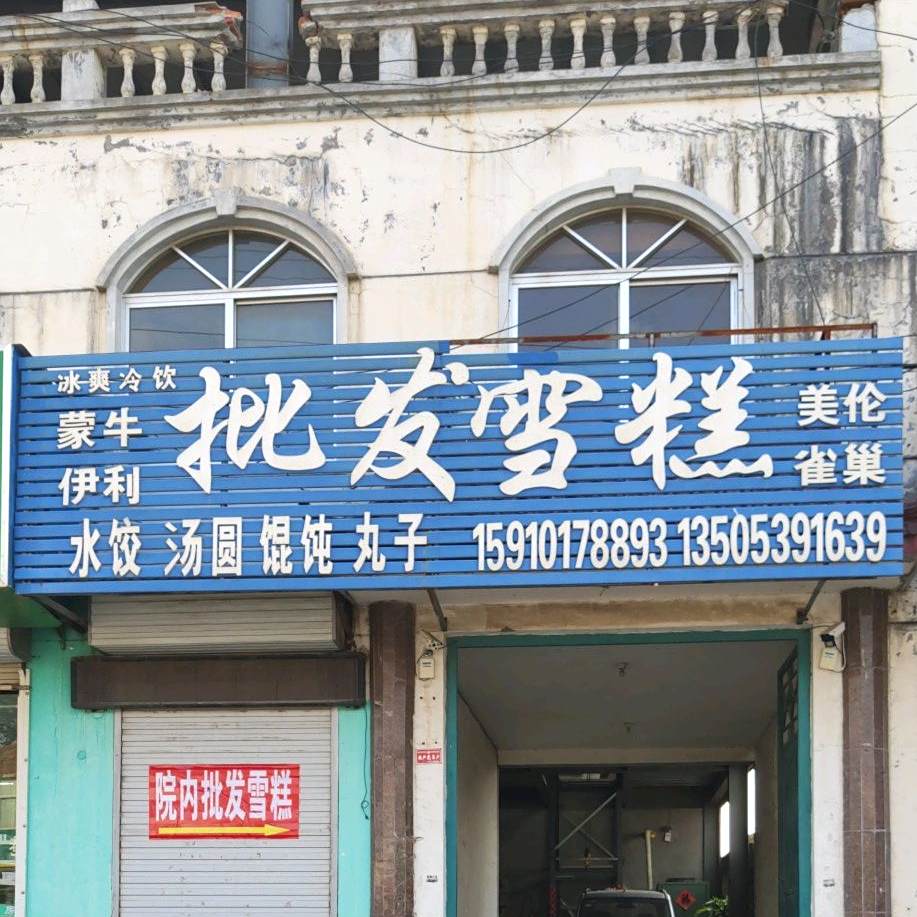 冰爽冷饮
蒙牛
伊利
批发雪糕
美伦
雀巢
水饺 汤圆 馄饨 丸子 15910178893 13505391639
院内批发雪糕